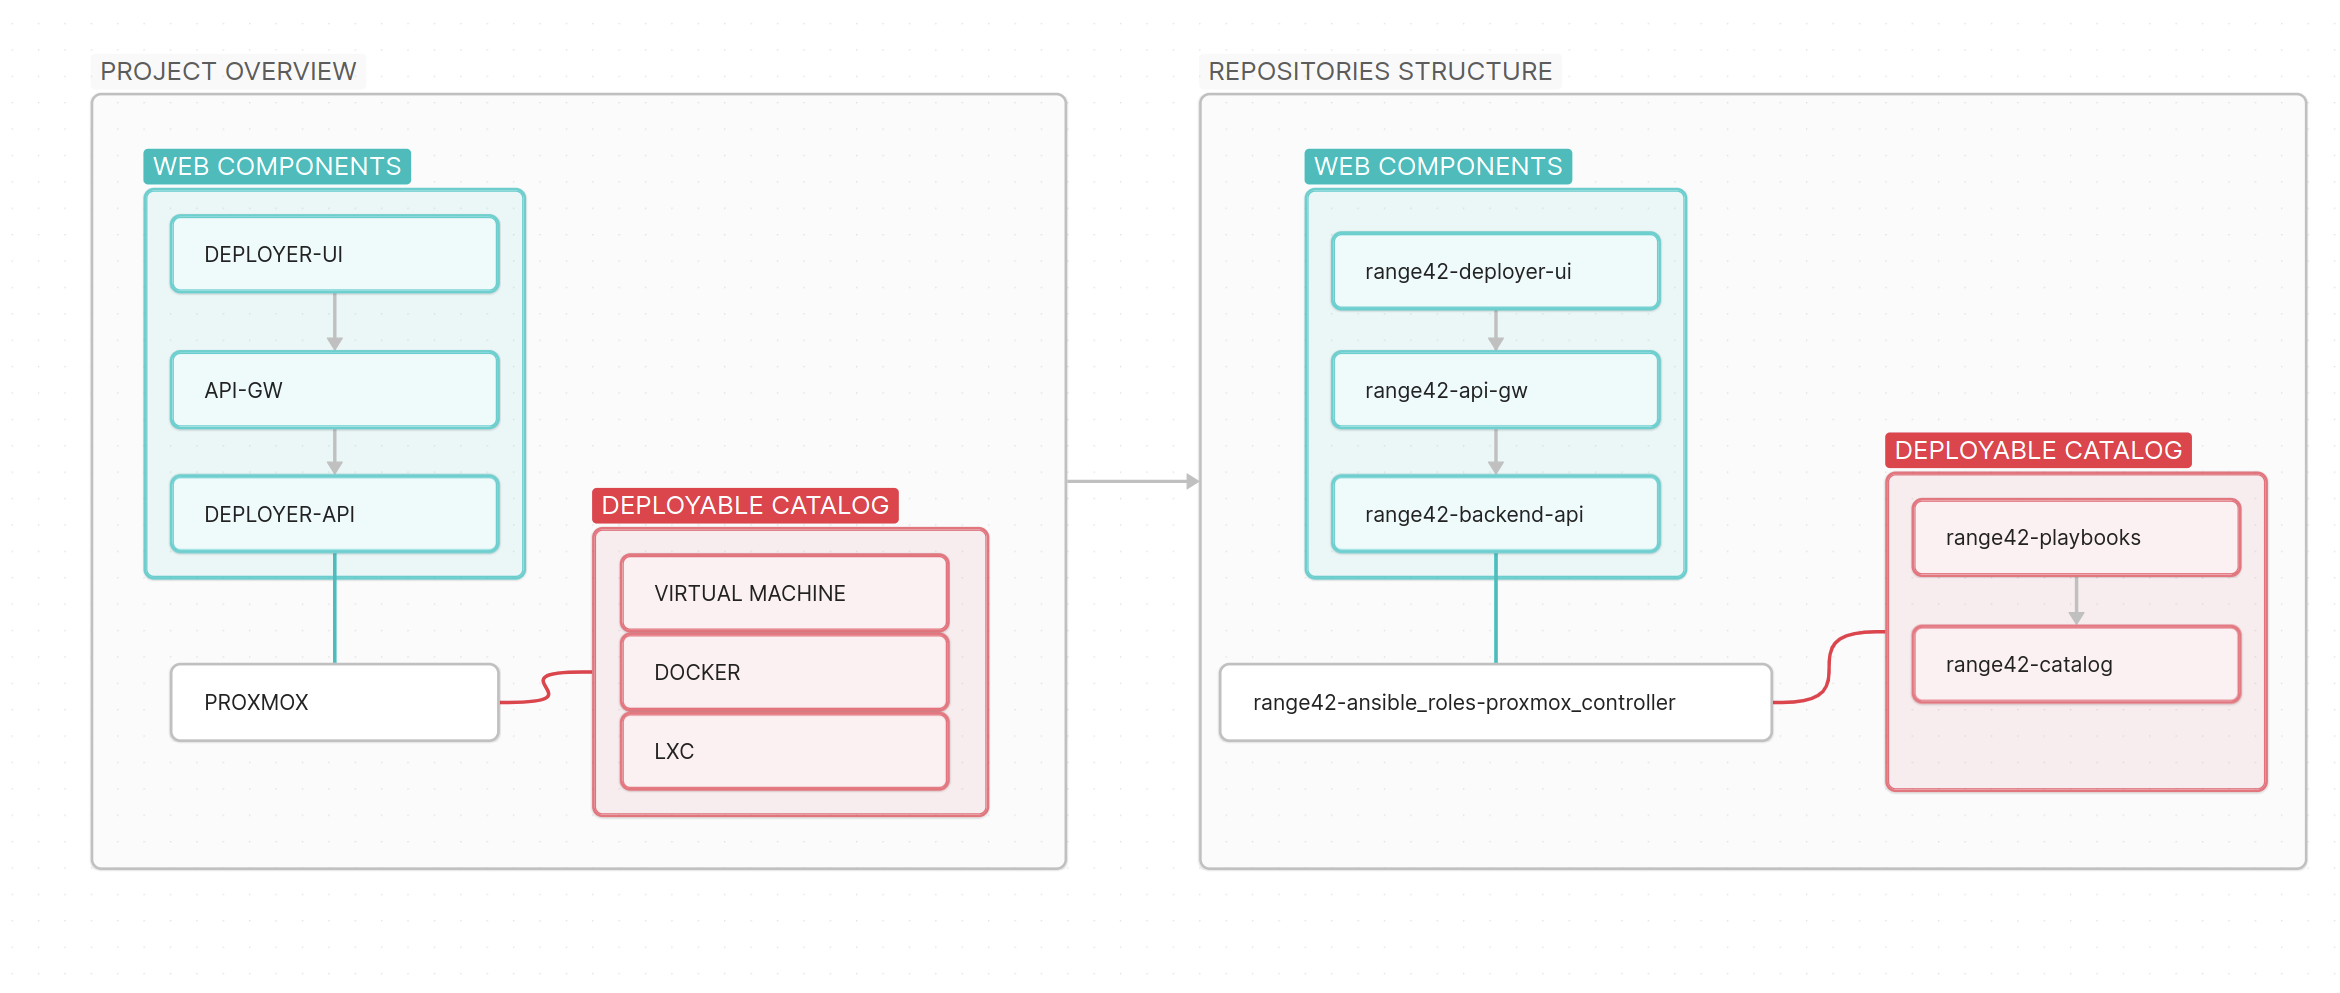 PROJECT OVERVIEW
WEB COMPONENTS
DEPLOYER-UI
API-GW
DEPLOYER-API
PROXMOX
DEPLOYABLE CATALOG
VIRTUAL MACHINE
DOCKER
LXC
REPOSITORIES STRUCTURE
WEB COMPONENTS
range42-deployer-ui
range42-api-gw
range42-backend-api
range42-ansible_roles-proxmox_controller
DEPLOYABLE CATALOG
range42-playbooks
range42-catalog